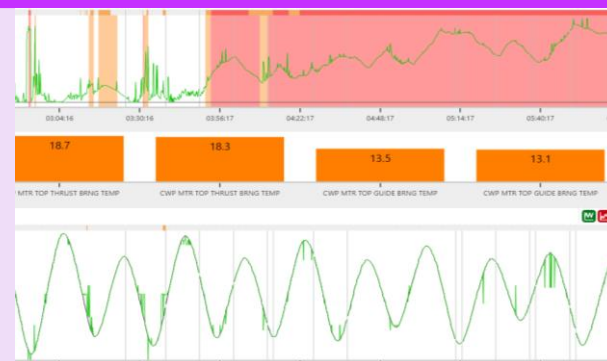 03:04:16 03:30:16 03:56:17 04:22:17 04:48:17 05:14:17 05:40:17
18.7 18.3 13.5 13.1
MTR TOP THRUST BRNG TEMP CWP MTR TOP THRUST BRNG TEMP CWP MTR TOP GUIDE BRNG TEMP CWP MTR TOP GUIDE BRNG TEMP